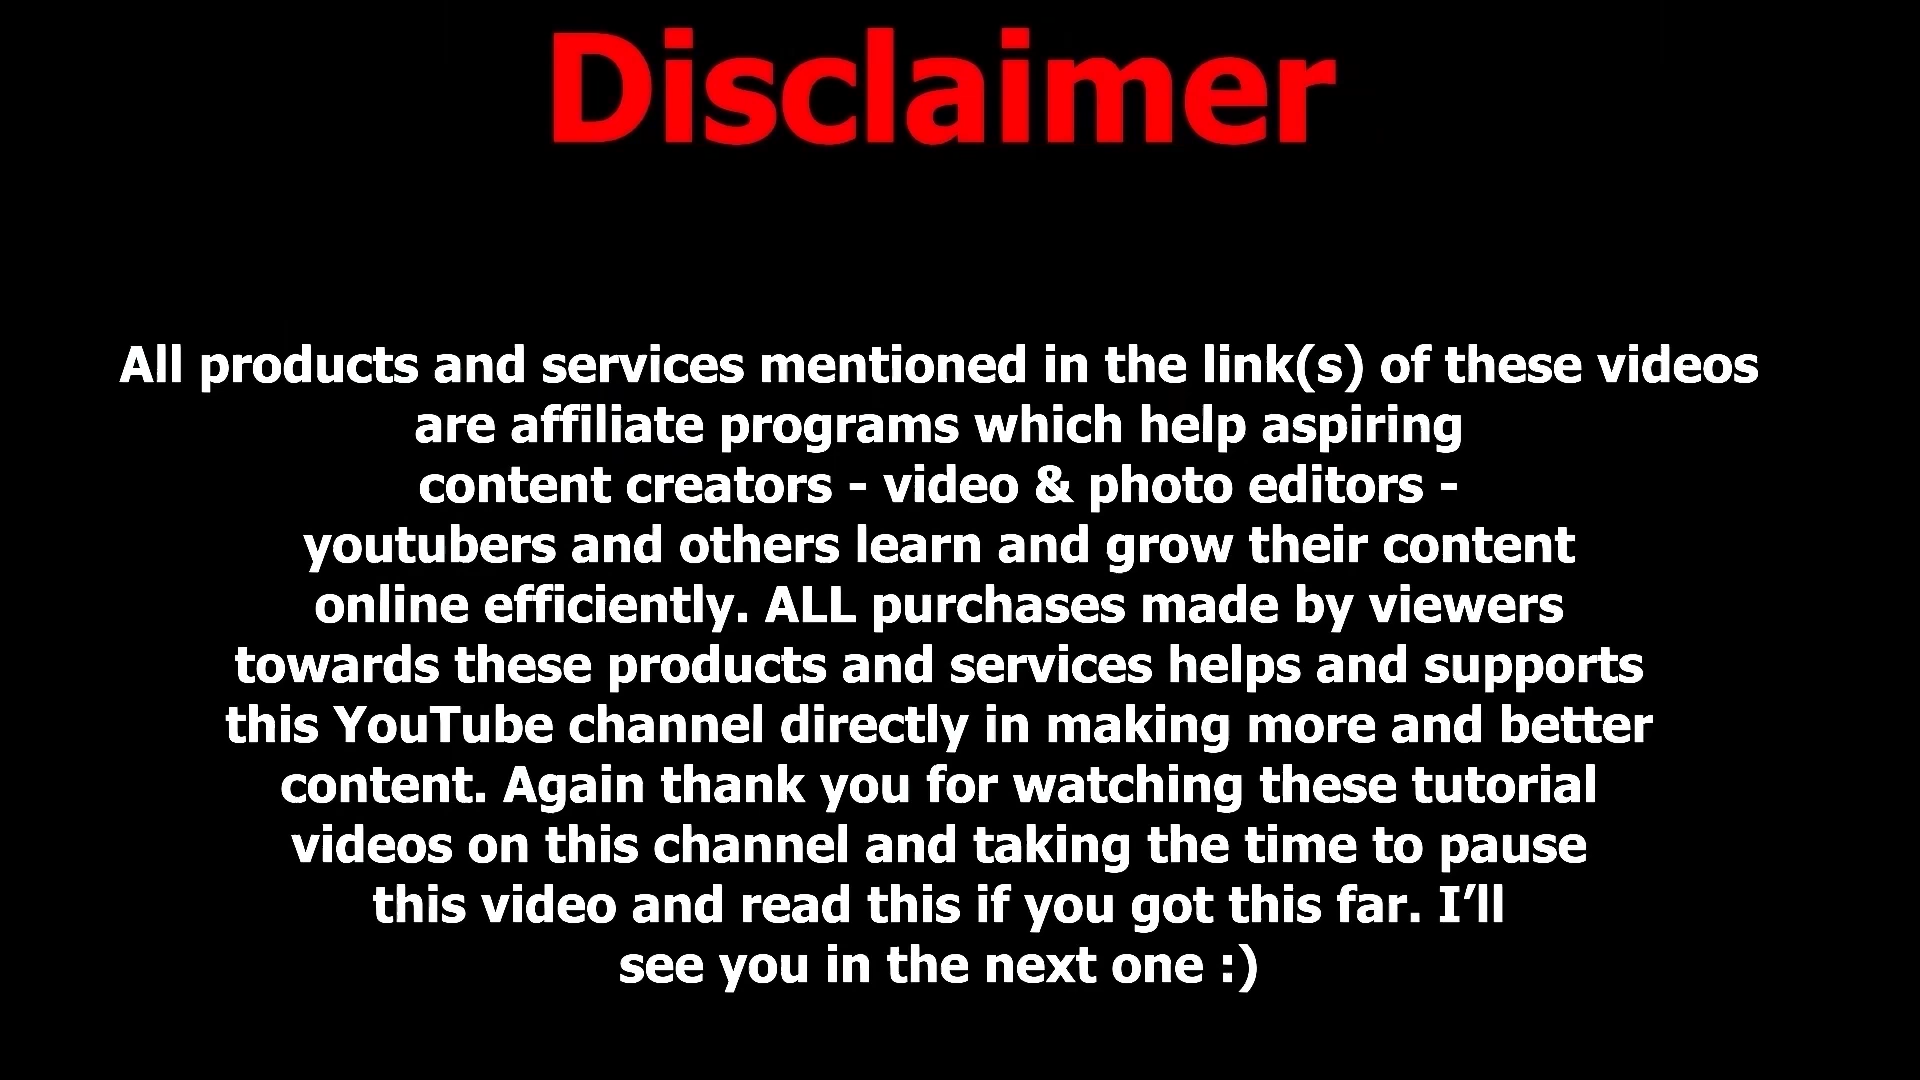 Disclaimer
All products and services mentioned in the link(s) of these videos
are affiliate programs which help aspiring
content creators - video & photo editors -
youtubers and others learn and grow their content
online efficiently. ALL purchases made by viewers
towards these products and services helps and supports
this YouTube channel directly in making more and better
content. Again thank you for watching these tutorial
videos on this channel and taking the time to pause
this video and read this if you got this far. I’ll
see you in the next one :)